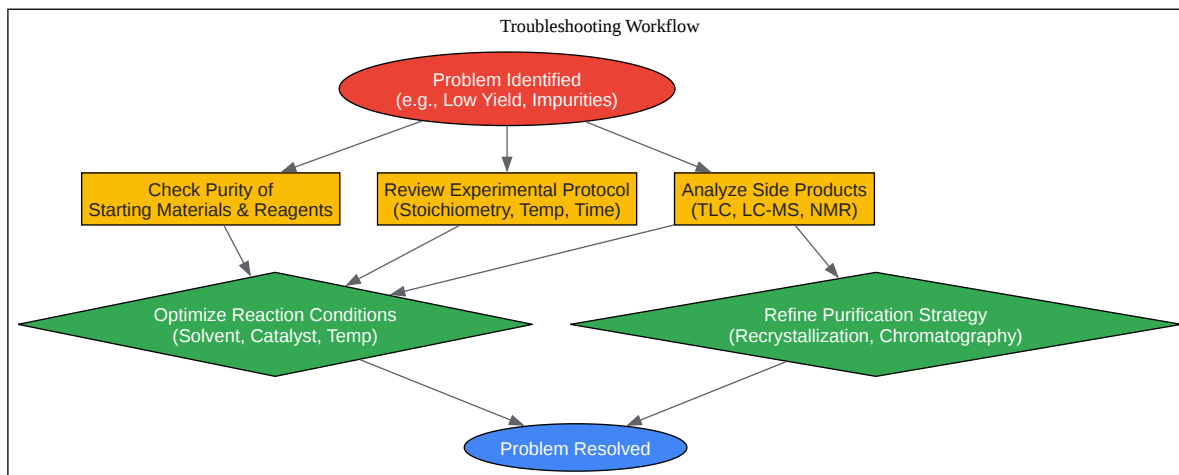 Troubleshooting Workflow
Problem Identified
(e.g., Low Yield, Impurities)
Check Purity of
Starting Materials & Reagents
Review Experimental Protocol
(Stoichiometry, Temp, Time)
Analyze Side Products
(TLC, LC-MS, NMR)
Optimize Reaction Conditions
(Solvent, Catalyst, Temp)
Refine Purification Strategy
(Recrystallization, Chromatography)
Problem Resolved